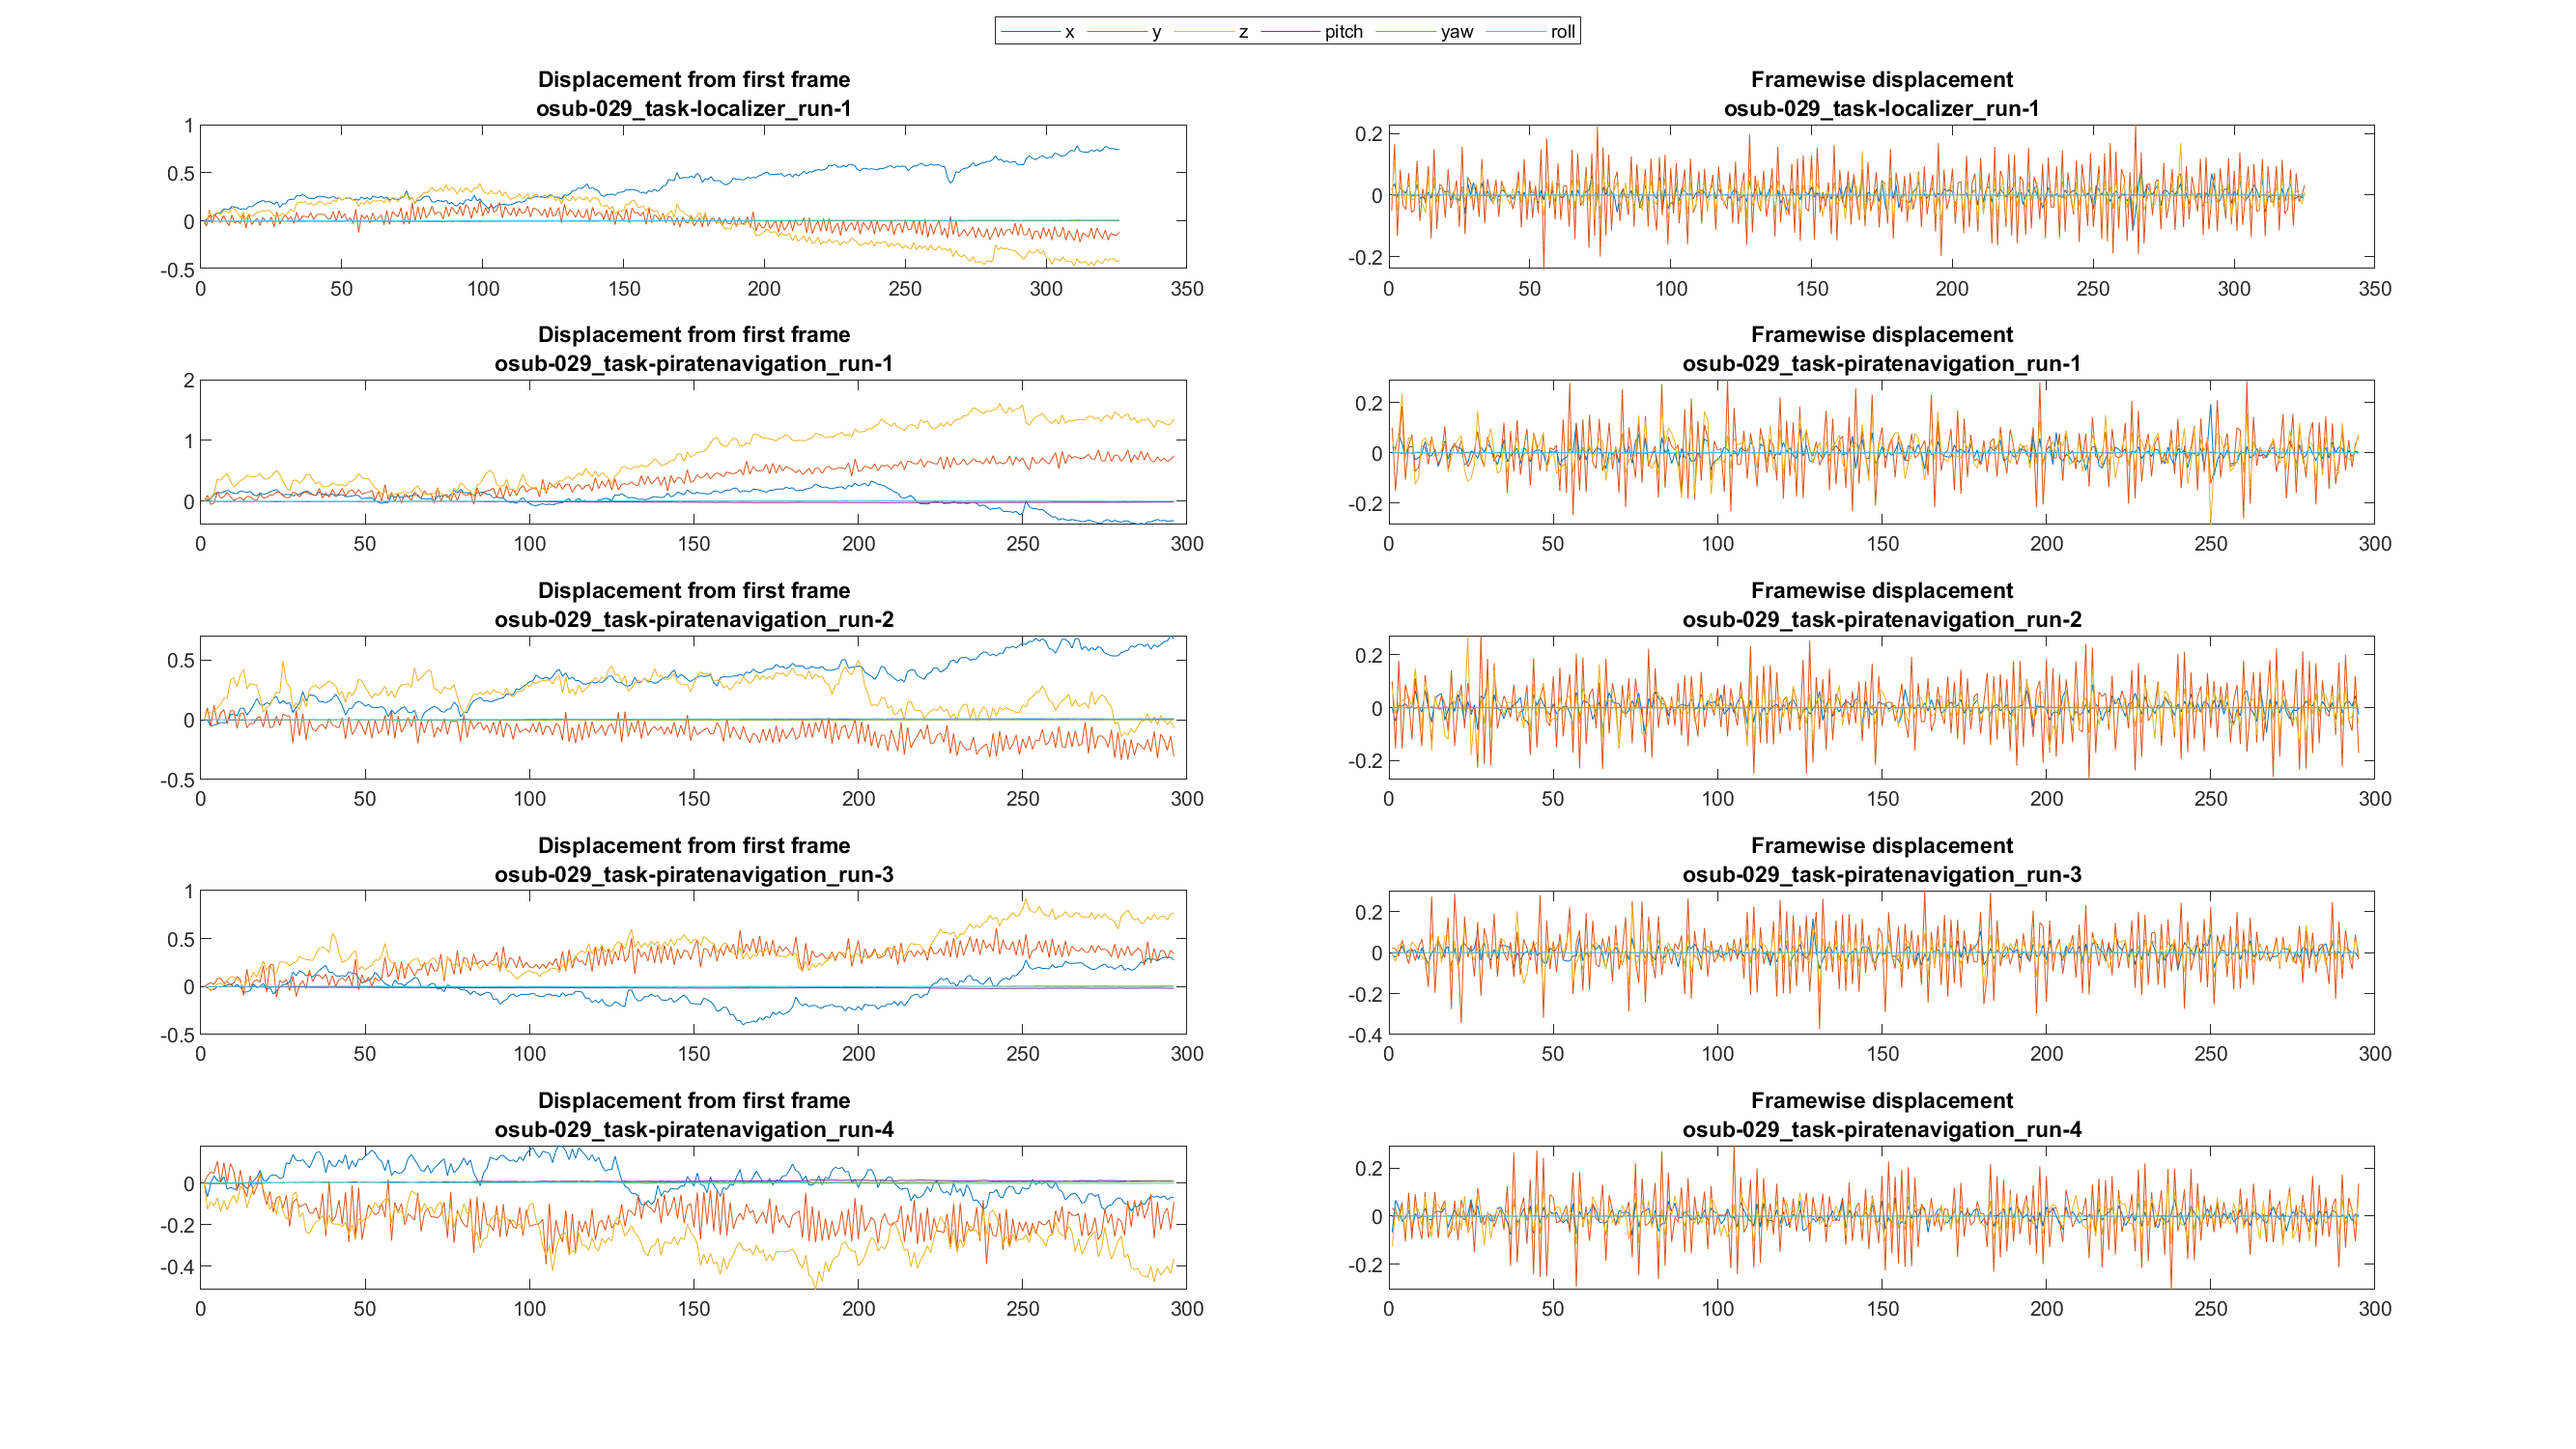 x y z pitch yaw roll
Displacement from first frame
osub-029_task-localizer_run-1
1
0.5
0
-0.5
0 50 100 150 200 250 300 350
Framewise displacement
osub-029_task-localizer_run-1
0.2
0
-0.2
0 50 100 150 200 250 300 350
Displacement from first frame
osub-029_task-piratenavigation_run-1
2
1
0
0 50 100 150 200 250 300
Framewise displacement
osub-029_task-piratenavigation_run-1
0.2
0
-0.2
0 50 100 150 200 250 300
Displacement from first frame
osub-029_task-piratenavigation_run-2
0.5
0
-0.5
0 50 100 150 200 250 300
Framewise displacement
osub-029_task-piratenavigation_run-2
0.2
0
-0.2
0 50 100 150 200 250 300
Displacement from first frame
osub-029_task-piratenavigation_run-3
1
0.5
0
-0.5
0 50 100 150 200 250 300
Framewise displacement
osub-029_task-piratenavigation_run-3
0.2
0
-0.2
-0.4
0 50 100 150 200 250 300
Displacement from first frame
osub-029_task-piratenavigation_run-4
0
-0.2
-0.4
0 50 100 150 200 250 300
Framewise displacement
osub-029_task-piratenavigation_run-4
0.2
0
-0.2
0 50 100 150 200 250 300